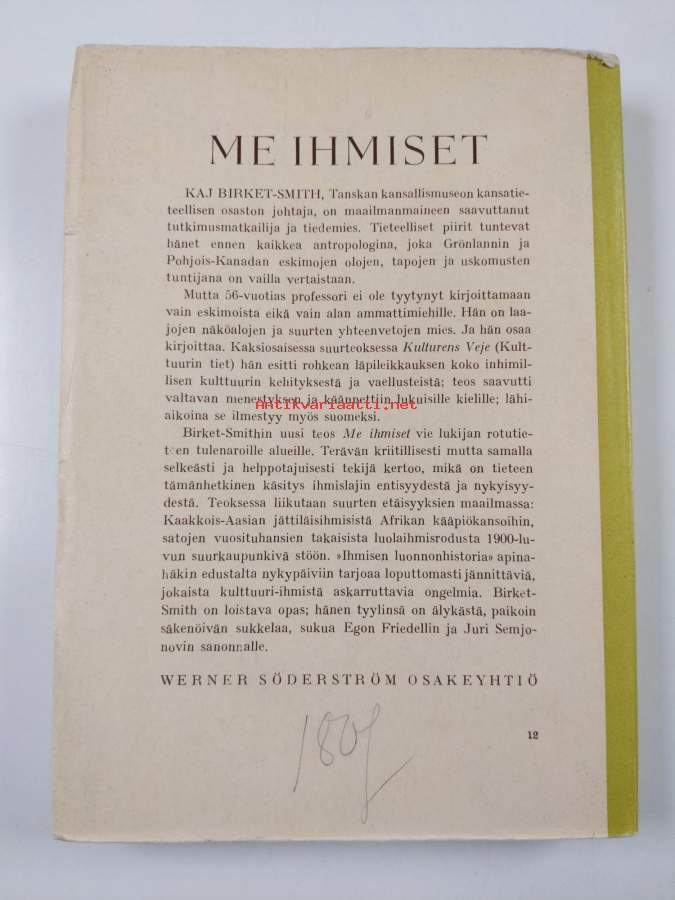 ME IHMISET
KAJ BIRKET-SMITH, Tanskan kansallismuseon kansatie-
teellisen osaston johtaja, on maailmanmaineen saavuttanut
tutkimusmatkailija ja tiedemies. Tieteelliset piirit tuntevat
hänet ennen kaikkea antropologina, joka Grönlannin ja
Pohjois-Kanadan eskimojen olojen, tapojen ja uskomusten
tuntijana on vailla vertaistaan.
Mutta 56-vuotias professori ei ole tyytynyt kirjoittamaan
vain eskimoista eikä vain alan ammattimiehille. Hän on laa-
jojen näköalojen ja suurten yhteenvetojen mies. Ja hän osaa
kirjoittaa. Kaksiosaisessa suurteoksessa Kulturens Veje (Kult-
tuurin tiet) hän esitti rohkean läpileikkauksen koko inhimil-
lisen kulttuurin kehityksestä ja vaellusteistä; teos saavutti
valtavan menestyksen ja käännettiin lukuisille kielille; lähi-
aikoina se ilmestyy myös suomeksi.
Antikvariaatti.net
Birket-Smithin uusi teos Me ihmiset vie lukijan rotutie-
teen tulenaroille alueille. Terävän kriitillisesti mutta samalla
selkeästi ja helppotajuisesti tekijä kertoo, mikä on tieteen
tämänhetkinen käsitys ihmislajin entisyydestä ja nykyisyy-
destä. Teoksessa liikutaan suurten etäisyyksien maailmassa:
Kaakkois-Aasian jättiläisihmisistä Afrikan kääpiökansoihin,
satojen vuosituhansien takaisista luolaihmisrodusta 1900-lu-
vun suurkaupunkivä stöön. »Ihmisen luonnonhistoria» apina-
häkin edustalta nykypäiviin tarjoaa loputtomasti jännittäviä,
jokaista kulttuuri-ihmistä askarruttavia ongelmia. Birket-
Smith on loistava opas; hänen tyylinsä on älykästä, paikoin
säkenöivän sukkelaa, sukua Egon Friedellin ja Juri Semjo-
novin sanonnalle.
WERNER SÖDERSTRÖM OSAKEYHTIÖ
12